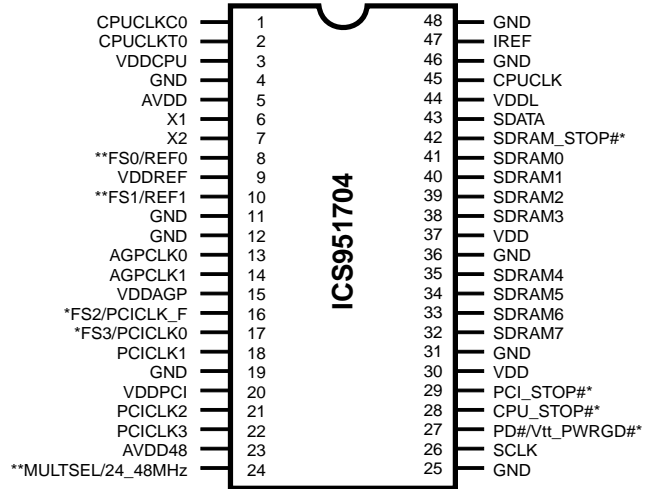 CPUCLKC0 1 48 GND
CPUCLKT0 2 47 IREF
VDDCPU 3 46 GND
GND 4 45 CPUCLK
AVDD 5 44 VDDL
X1 6 43 SDATA
X2 7 42 SDRAM_STOP#*
**FS0/REF0 8 41 SDRAM0
VDDREF 9 40 SDRAM1
**FS1/REF1 10 39 SDRAM2
GND 11 38 SDRAM3
GND 12 37 VDD
AGPCLK0 13 36 GND
AGPCLK1 14 35 SDRAM4
VDDAGP 15 34 SDRAM5
*FS2/PCICLK_F 16 33 SDRAM6
*FS3/PCICLK0 17 32 SDRAM7
PCICLK1 18 31 GND
GND 19 30 VDD
VDDPCI 20 29 PCI_STOP#*
PCICLK2 21 28 CPU_STOP#*
PCICLK3 22 27 PD#/Vtt_PWRGD#*
AVDD48 23 26 SCLK
**MULTSEL/24_48MHz 24 25 GND
ICS951704